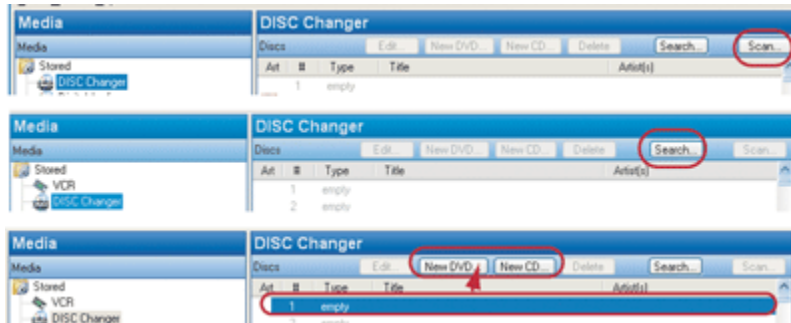 Media DISC Changer
Media Discs Edit... New DVD... New CD... Delete Search... Scan...
Stored Art # Type Title Artist(s)
DISC Changer 1 empty
Media DISC Changer
Media Discs Edit... New DVD... New CD... Delete Search... Scan...
Stored Art # Type Title Artist(s)
VCR 1 empty
DISC Changer 2 empty
Media DISC Changer
Media Discs Edit... New DVD... New CD... Delete Search... Scan...
Stored Art # Type Title Artist(s)
VCR 1 empty
DISC Changer